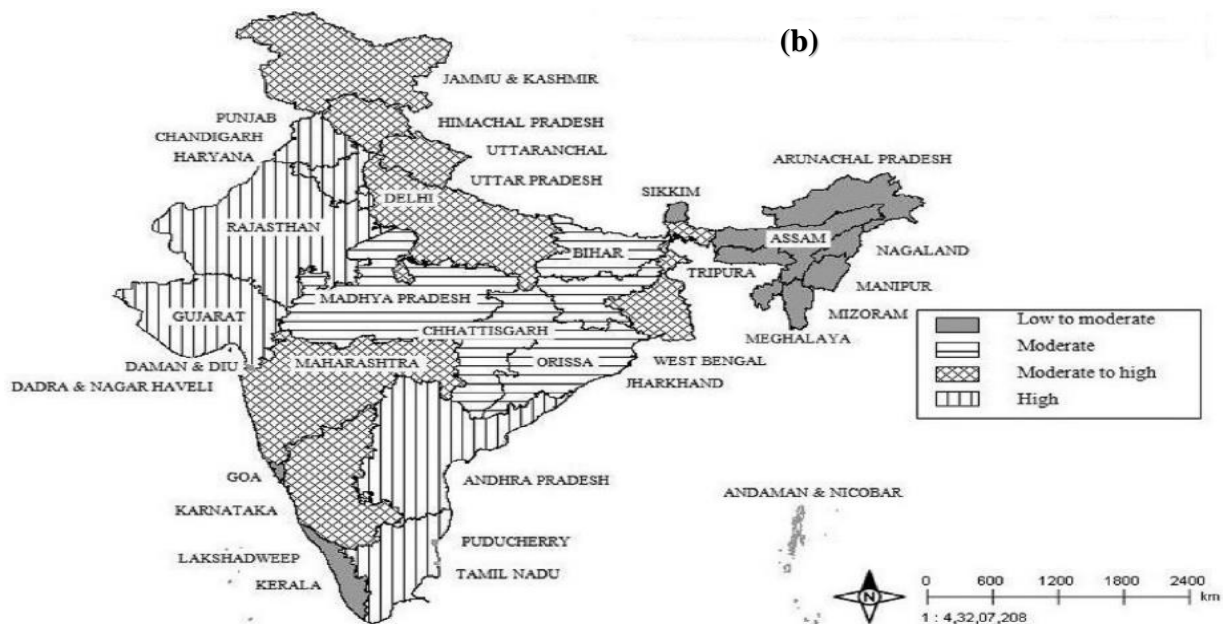 (b)
JAMMU & KASHMIR
PUNJAB
HIMACHAL PRADESH
CHANDIGARH
UTTARANCHAL
HARYANA
ARUNACHAL PRADESH
UTTAR PRADESH
SIKKIM
DELHI
RAJASTHAN
ASSAM
BIHAR
NAGALAND
TRIPURA
MANIPUR
MADHYA PRADESH
GUJARAT
MIZORAM
CHHATTISGARH
MEGHALAYA
DAMAN & DIU
MAHARASHTRA
ORISSA
WEST BENGAL
DADRA & NAGAR HAVELI
JHARKHAND
Low to moderate
Moderate
Moderate to high
High
GOA
ANDHRA PRADESH
ANDAMAN & NICOBAR
KARNATAKA
PUDUCHERRY
LAKSHADWEEP
TAMIL NADU
KERALA
N
0 600 1200 1800 2400
km
1 : 4,32,07,208